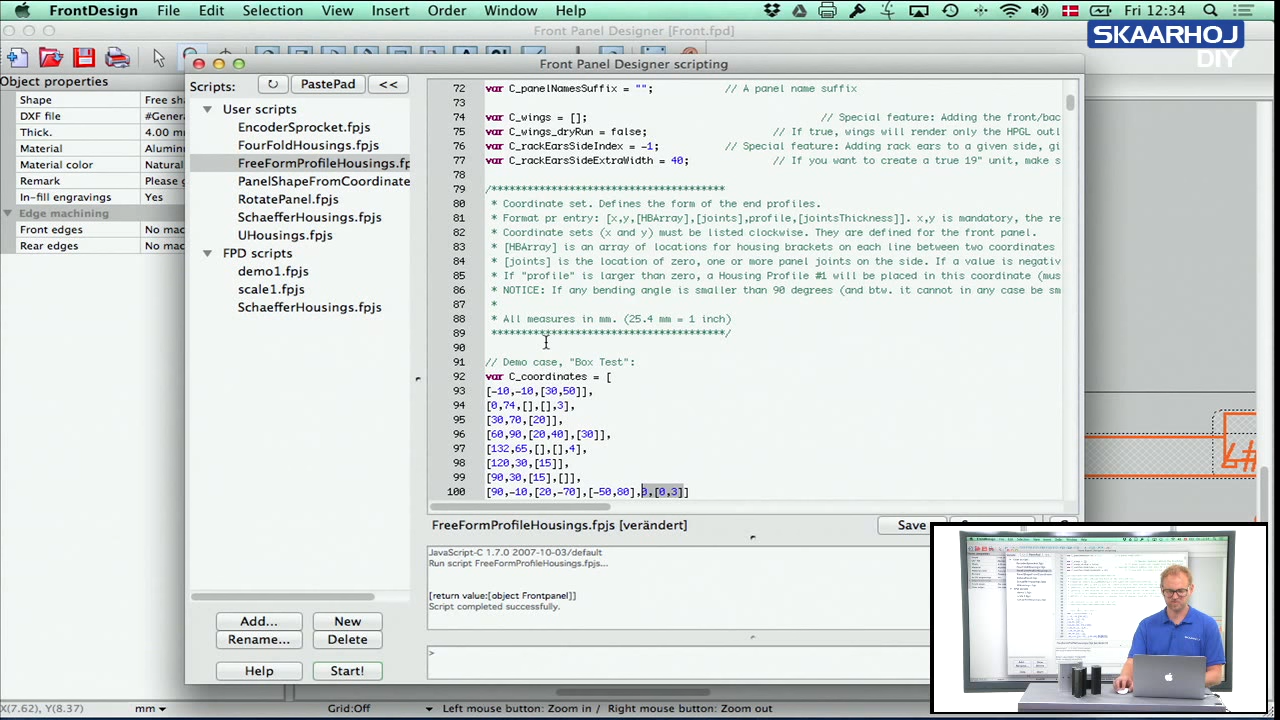 FrontDesign File Edit Selection View Insert Order Window Help Fri 12:34
Front Panel Designer [Front.fpd]
SKAARHOJ
DIY
Object properties
Shape Free sha
DXF file #Gener
Thick. 4.00 m
Material Alumin
Material color Natural
Remark Please g
In-fill engravings Yes
Edge machining
Front edges No mac
Rear edges No mac
Front Panel Designer scripting
Scripts: PastePad <<
User scripts
EncoderSprocket.fpjs
FourFoldHousings.fpjs
FreeFormProfileHousings.fp
PanelShapeFromCoordinate
RotatePanel.fpjs
SchaefferHousings.fpjs
UHousings.fpjs
FPD scripts
demo1.fpjs
scale1.fpjs
SchaefferHousings.fpjs
Add... New
Rename... Delet
Help Start!
72 var C_panelNamesSuffix = ""; // A panel name suffix
73
74 var C_wings = []; // Special feature: Adding the front/bac
75 var C_wings_dryRun = false; // If true, wings will render only the HPGL outl
76 var C_rackEarsSideIndex = -1; // Special feature: Adding rack ears to a given side, gi
77 var C_rackEarsSideExtraWidth = 40; // If you want to create a true 19" unit, make s
78
79 /***************************************
80 * Coordinate set. Defines the form of the end profiles.
81 * Format pr entry: [x,y,[HBArray],[joints],profile,[jointsThickness]]. x,y is mandatory, the re
82 * Coordinate sets (x and y) must be listed clockwise. They are defined for the front panel.
83 * [HBArray] is an array of locations for housing brackets on each line between two coordinates
84 * [joints] is the location of zero, one or more panel joints on the side. If a value is negativ
85 * If "profile" is larger than zero, a Housing Profile #1 will be placed in this coordinate (mus
86 * NOTICE: If any bending angle is smaller than 90 degrees (and btw. it cannot in any case be sm
87 *
88 * All measures in mm. (25.4 mm = 1 inch)
89 ***************************************/
90
91 // Demo case, "Box Test":
92 var C_coordinates = [
93 [-10,-10,[30,50]],
94 [0,74,[],[],3],
95 [30,70,[20]],
96 [60,90,[20,40],[30]],
97 [132,65,[],[],4],
98 [120,30,[15]],
99 [90,30,[15],[]],
100 [90,-10,[20,-70],[-50,80],0,[0,3]]
FreeFormProfileHousings.fpjs [verändert] Save
JavaScript-C 1.7.0 2007-10-03/default
Run script FreeFormProfileHousings.fpjs...
[[return value[object FrontPanel]]
Script completed successfully.
>
X(7.62), Y(8.37) mm Grid:Off Left mouse button: Zoom in / Right mouse button: Zoom out